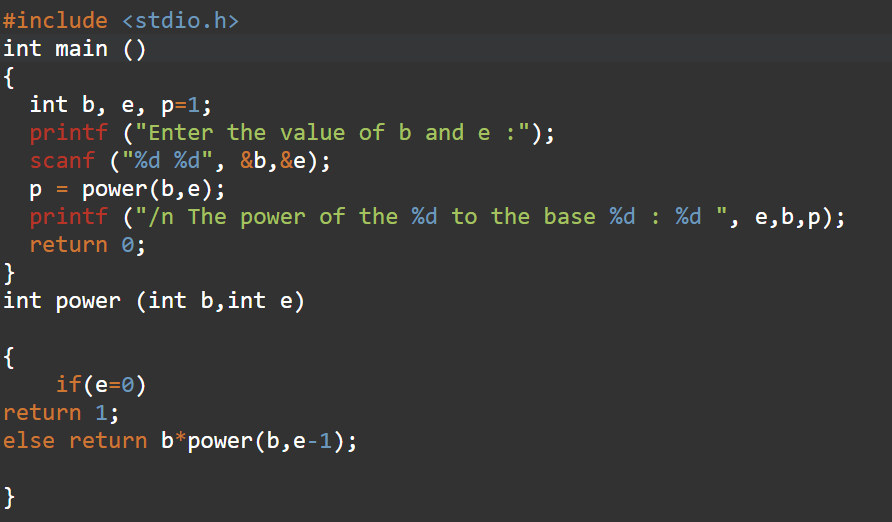 #include <stdio.h>
int main ()
{
  int b, e, p=1;
  printf ("Enter the value of b and e :");
  scanf ("%d %d", &b,&e);
  p = power(b,e);
  printf ("/n The power of the %d to the base %d : %d ", e,b,p);
  return 0;
}
int power (int b,int e)
{
    if(e=0)
return 1;
else return b*power(b,e-1);
}